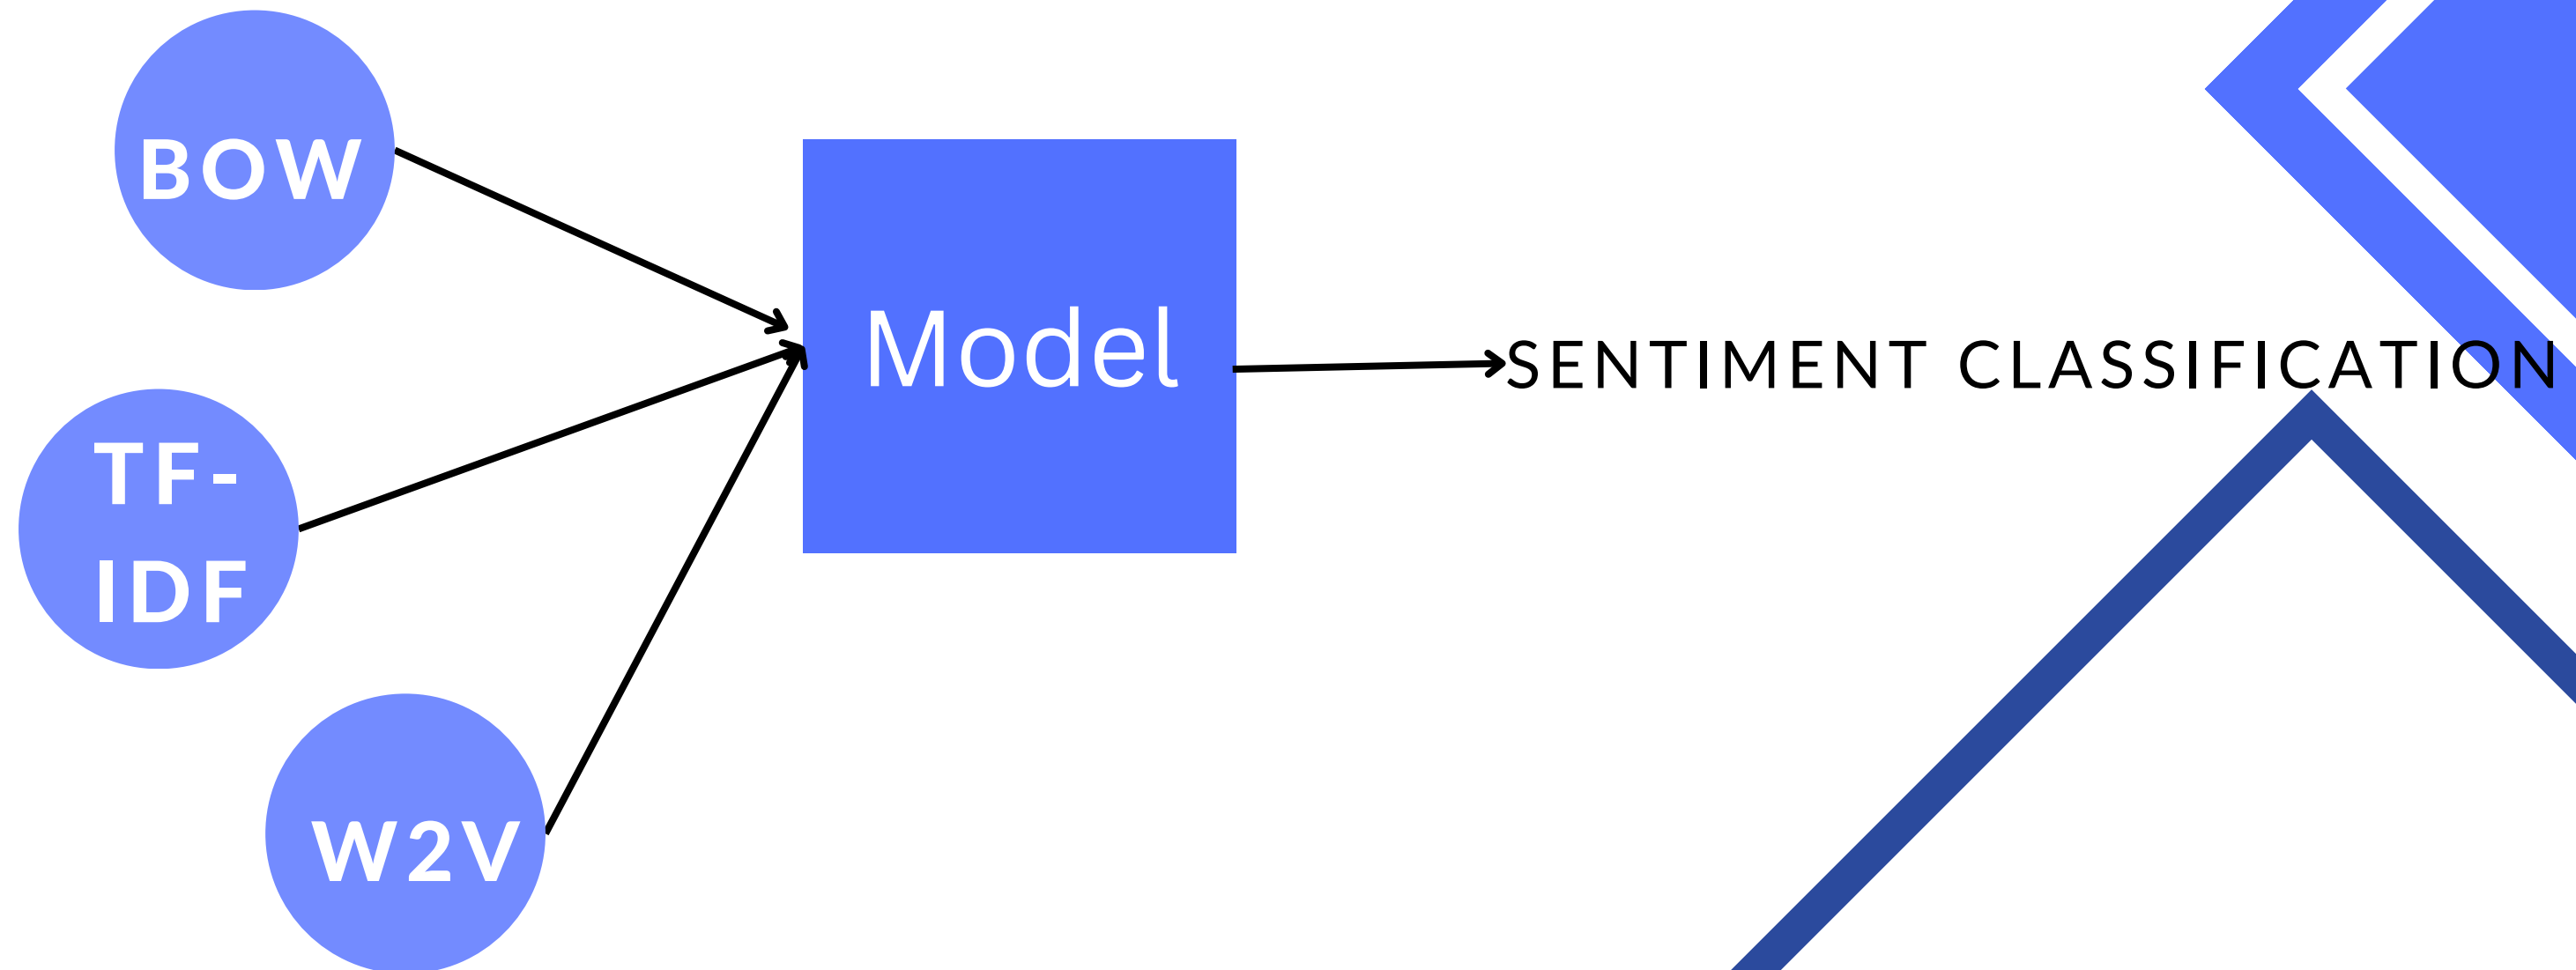 BOW
TF-
IDF
W2V
Model
SENTIMENT CLASSIFICATION